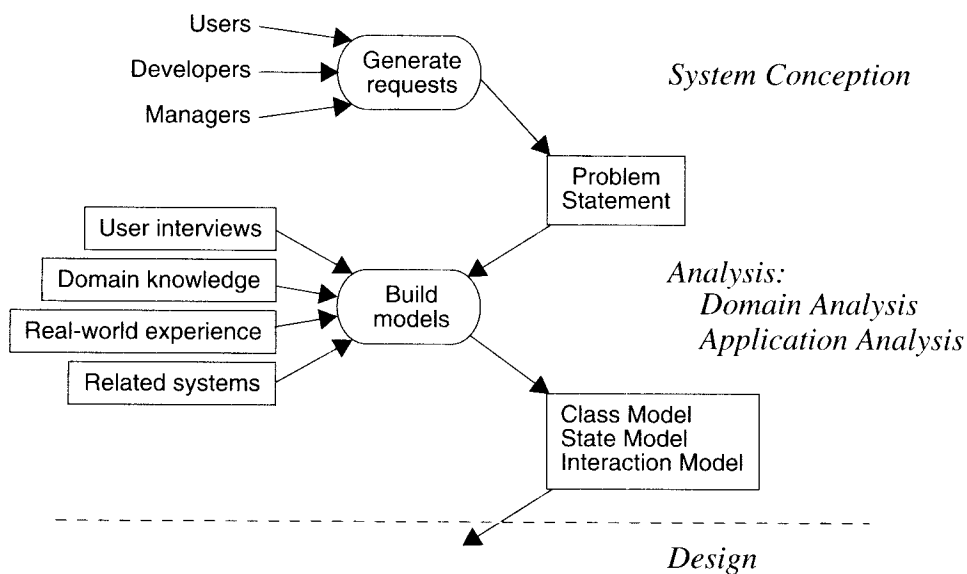 Users
Developers
Managers
Generate
requests
System Conception
Problem
Statement
User interviews
Domain knowledge
Real-world experience
Related systems
Build
models
Analysis:
Domain Analysis
Application Analysis
Class Model
State Model
Interaction Model
Design